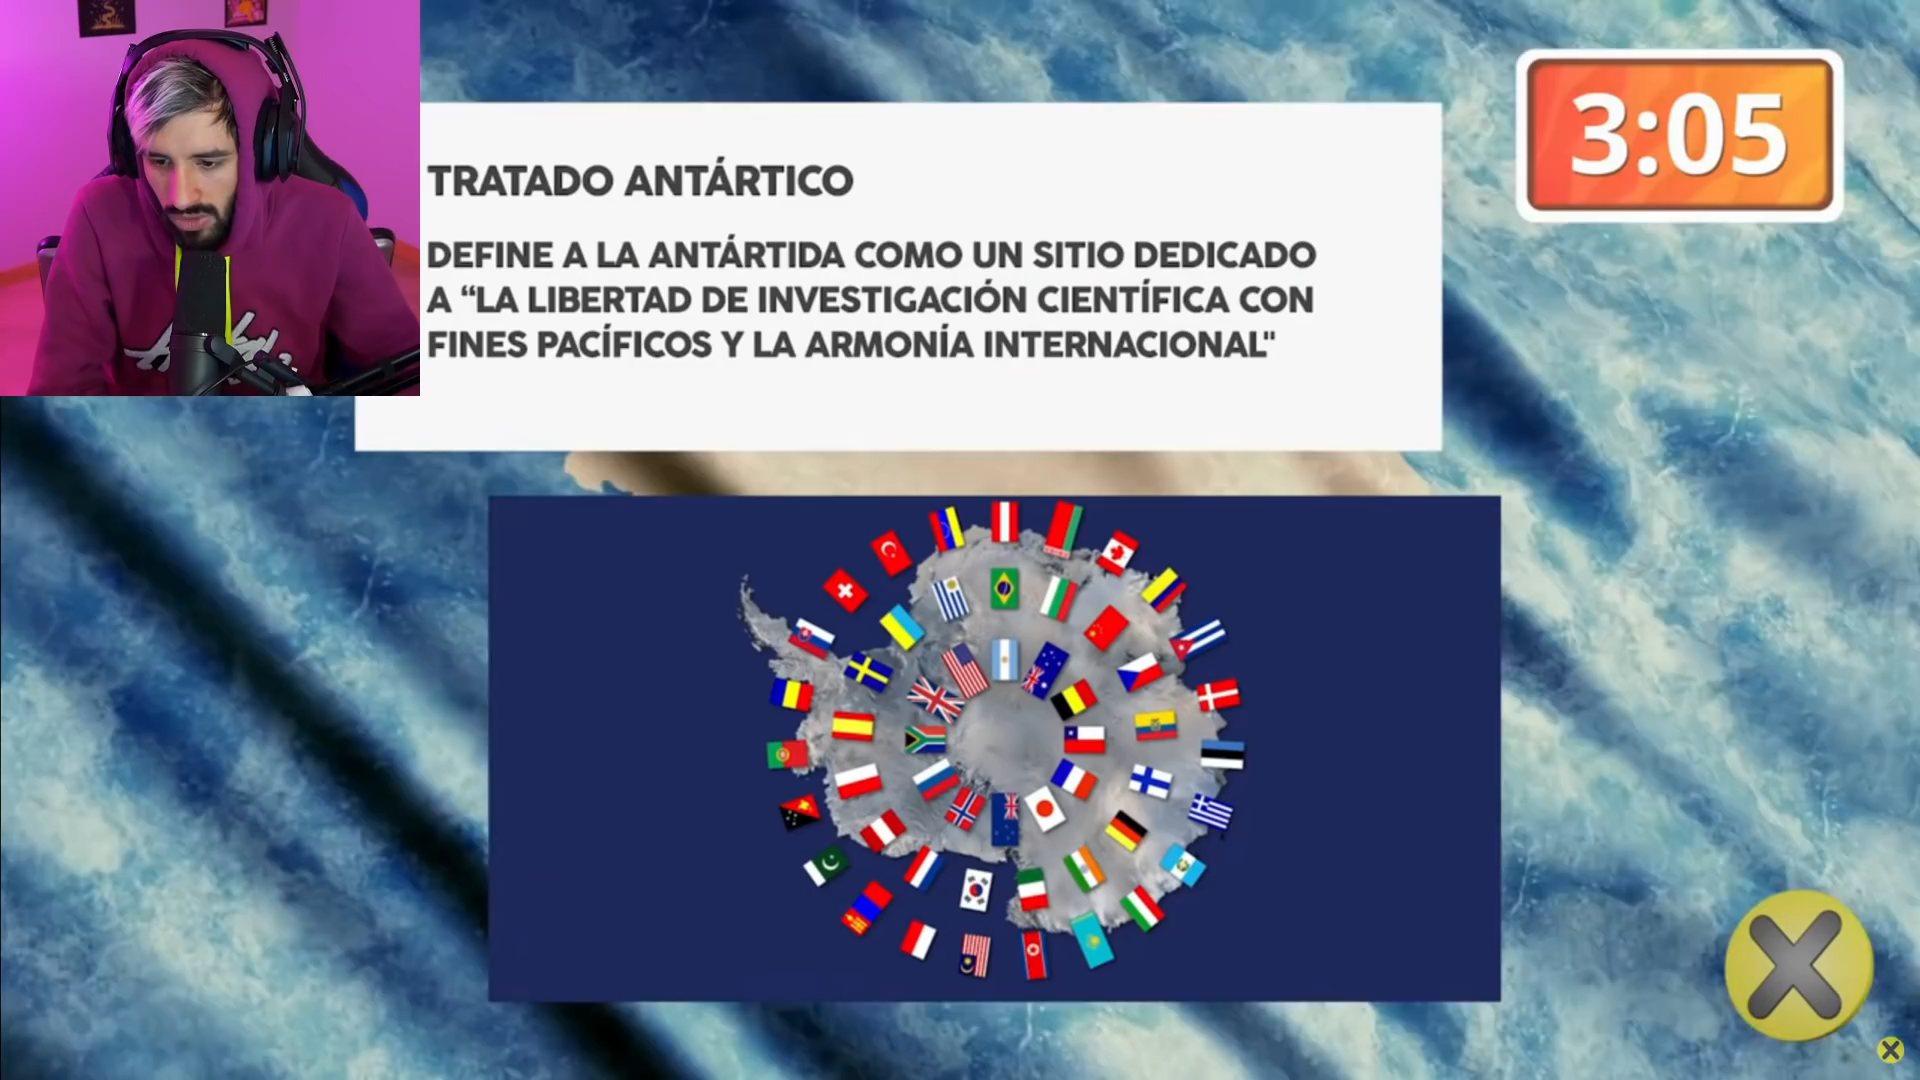 3:05
TRATADO ANTÁRTICO
DEFINE A LA ANTÁRTIDA COMO UN SITIO DEDICADO
A “LA LIBERTAD DE INVESTIGACIÓN CIENTÍFICA CON
FINES PACÍFICOS Y LA ARMONÍA INTERNACIONAL"